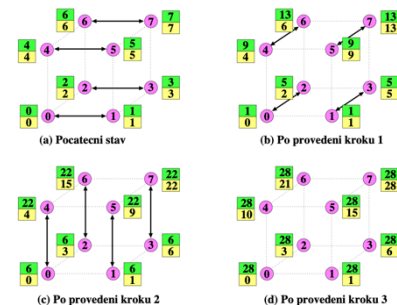 6 6 6 7 7 7
4 4 4 5 5 5
2 2 2 3 3 3
0 0 0 1 1 1
(a) Pocatecni stav
13 6 6 7 13 13
9 4 4 5 9 9
5 2 2 3 5 5
1 0 0 1 1 1
(b) Po provedeni kroku 1
22 15 6 7 22 22
22 4 4 5 22 9
6 3 2 3 6 6
6 0 0 1 6 1
(c) Po provedeni kroku 2
28 21 6 7 28 28
28 10 4 5 28 15
28 3 2 3 28 6
28 0 0 1 28 1
(d) Po provedeni kroku 3